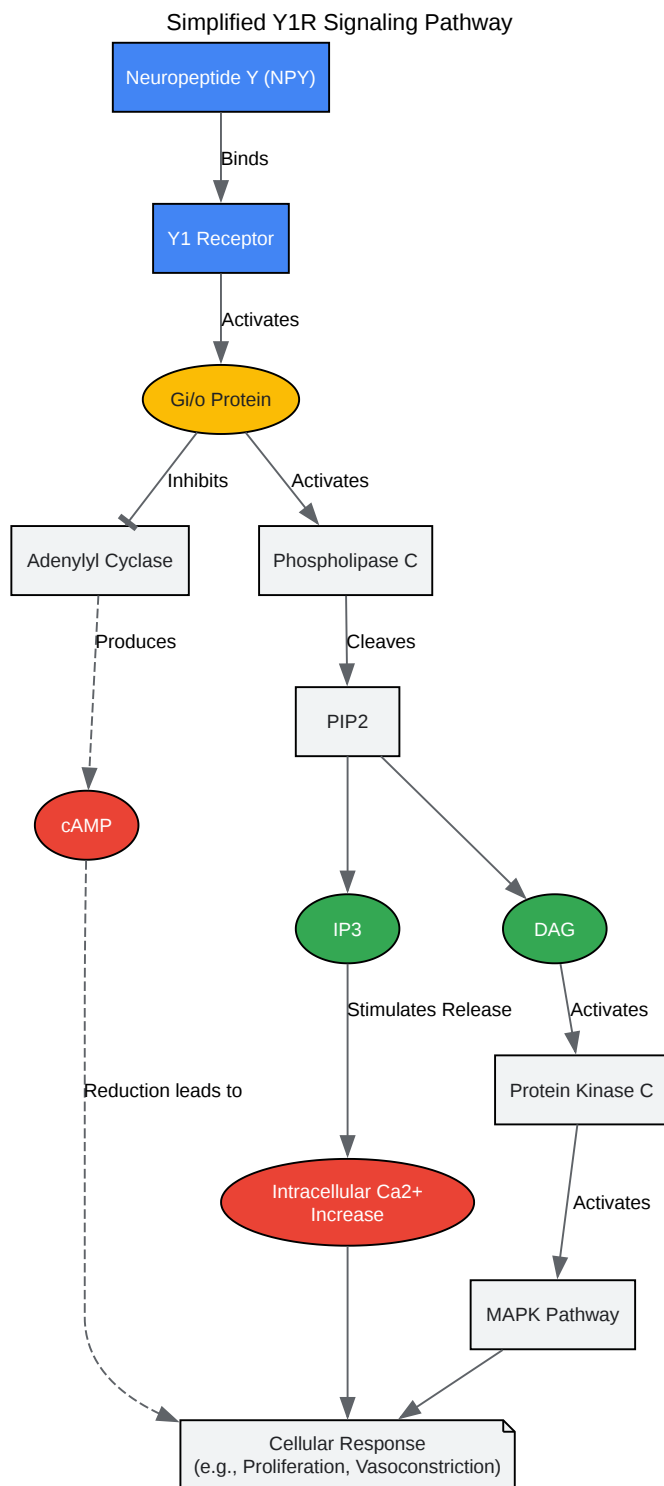 Simplified Y1R Signaling Pathway
Neuropeptide Y (NPY)
Binds
Y1 Receptor
Activates
Gi/o Protein
Inhibits
Activates
Adenylyl Cyclase
Phospholipase C
Produces
Cleaves
PIP2
cAMP
IP3
DAG
Stimulates Release
Activates
Reduction leads to
Protein Kinase C
Intracellular Ca2+
Increase
Activates
MAPK Pathway
Cellular Response
(e.g., Proliferation, Vasoconstriction)